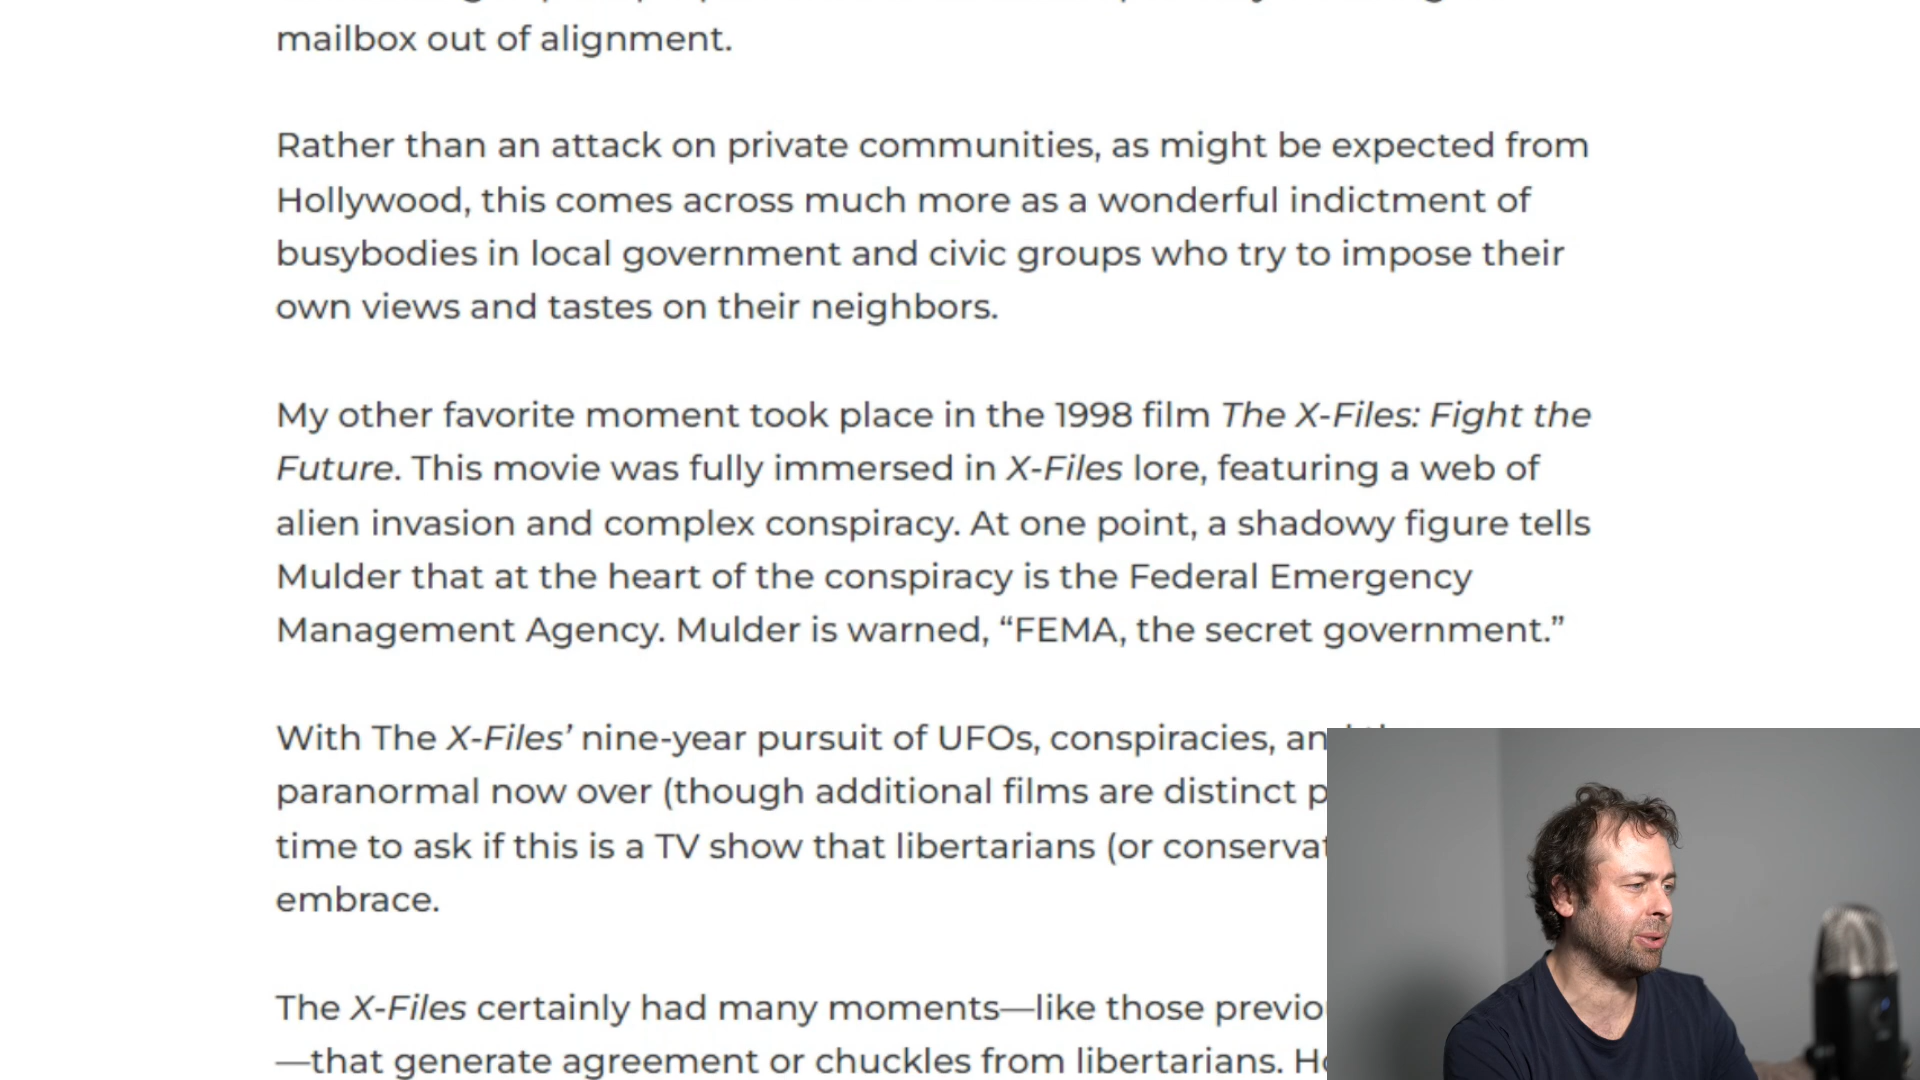 mailbox out of alignment.
Rather than an attack on private communities, as might be expected from
Hollywood, this comes across much more as a wonderful indictment of
busybodies in local government and civic groups who try to impose their
own views and tastes on their neighbors.
My other favorite moment took place in the 1998 film The X-Files: Fight the
Future. This movie was fully immersed in X-Files lore, featuring a web of
alien invasion and complex conspiracy. At one point, a shadowy figure tells
Mulder that at the heart of the conspiracy is the Federal Emergency
Management Agency. Mulder is warned, “FEMA, the secret government.”
With The X-Files’ nine-year pursuit of UFOs, conspiracies,
paranormal now over (though additional films are distinct
time to ask if this is a TV show that libertarians (or
embrace.
The X-Files certainly had many moments—like those
—that generate agreement or chuckles from libertarians.